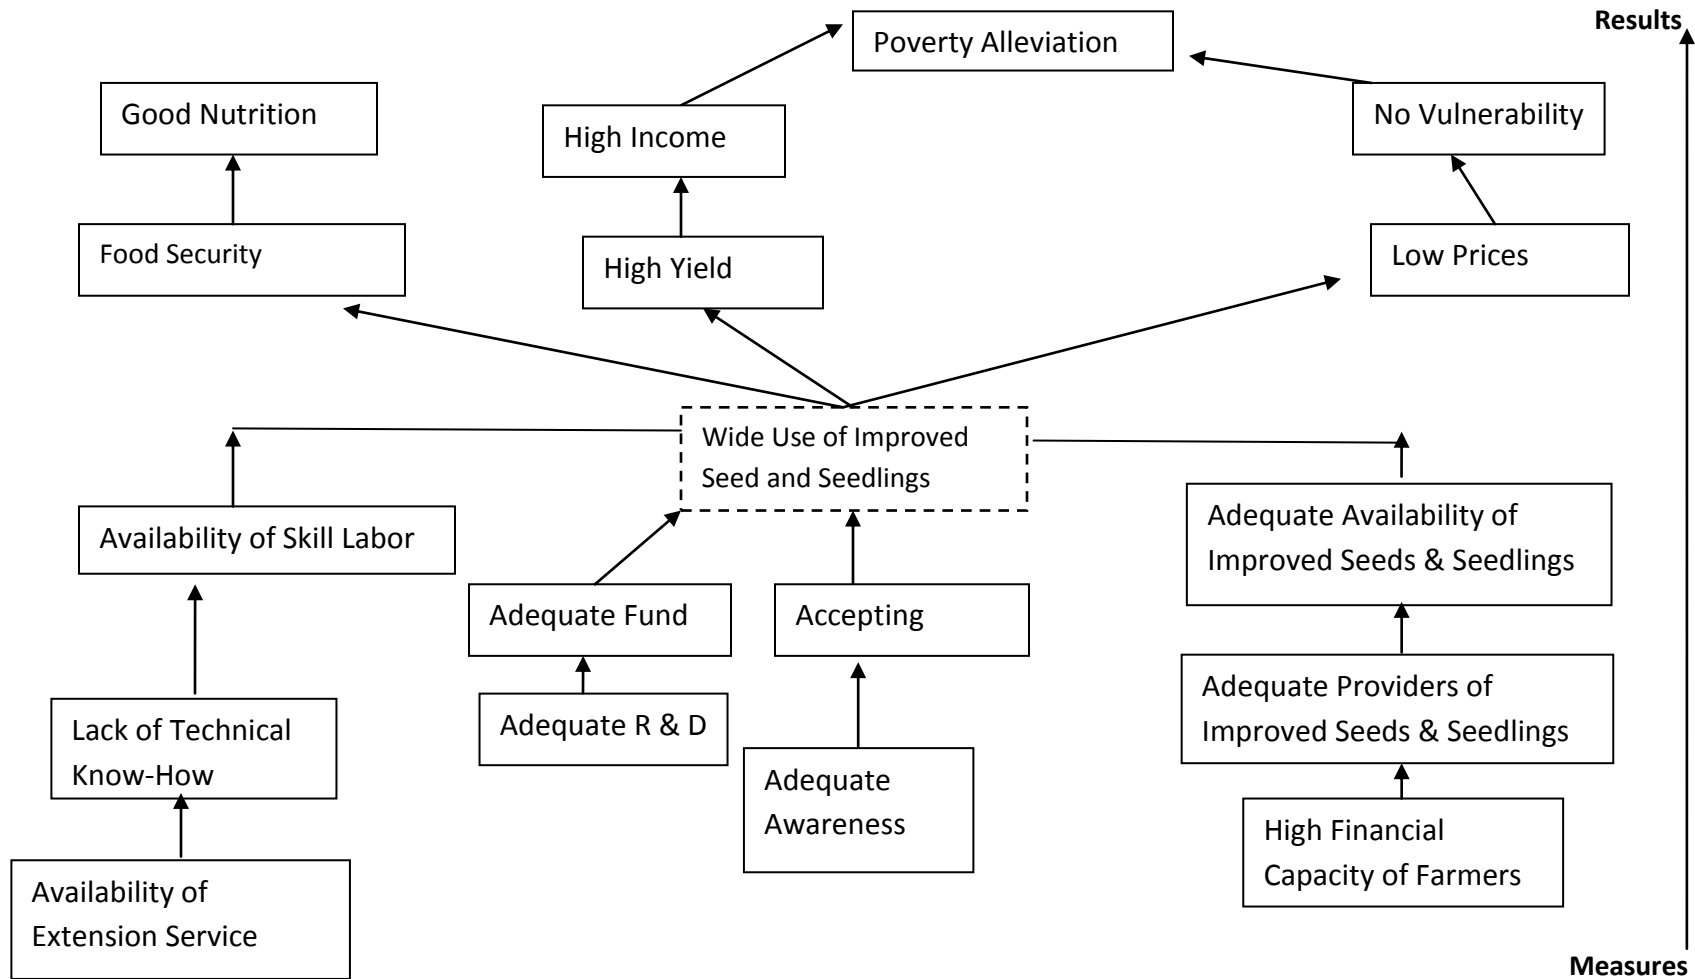 Results
Poverty Alleviation
Good Nutrition
High Income
No Vulnerability
Food Security
High Yield
Low Prices
Wide Use of Improved
Seed and Seedlings
Availability of Skill Labor
Adequate Availability of
Improved Seeds & Seedlings
Adequate Fund
Accepting
Adequate Providers of
Improved Seeds & Seedlings
Lack of Technical
Know-How
Adequate R & D
Adequate
Awareness
High Financial
Capacity of Farmers
Availability of
Extension Service
Measures